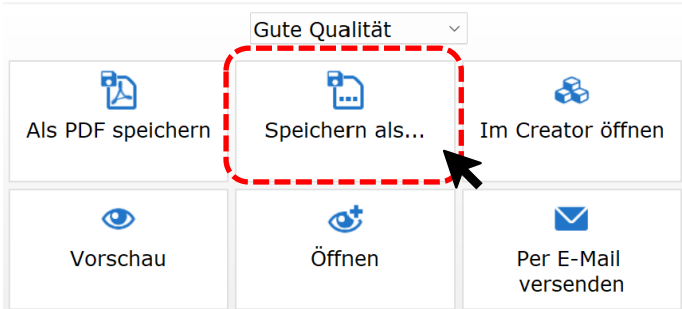 Gute Qualität
Als PDF speichern
Speichern als...
Im Creator öffnen
Vorschau
Öffnen
Per E-Mail
versenden